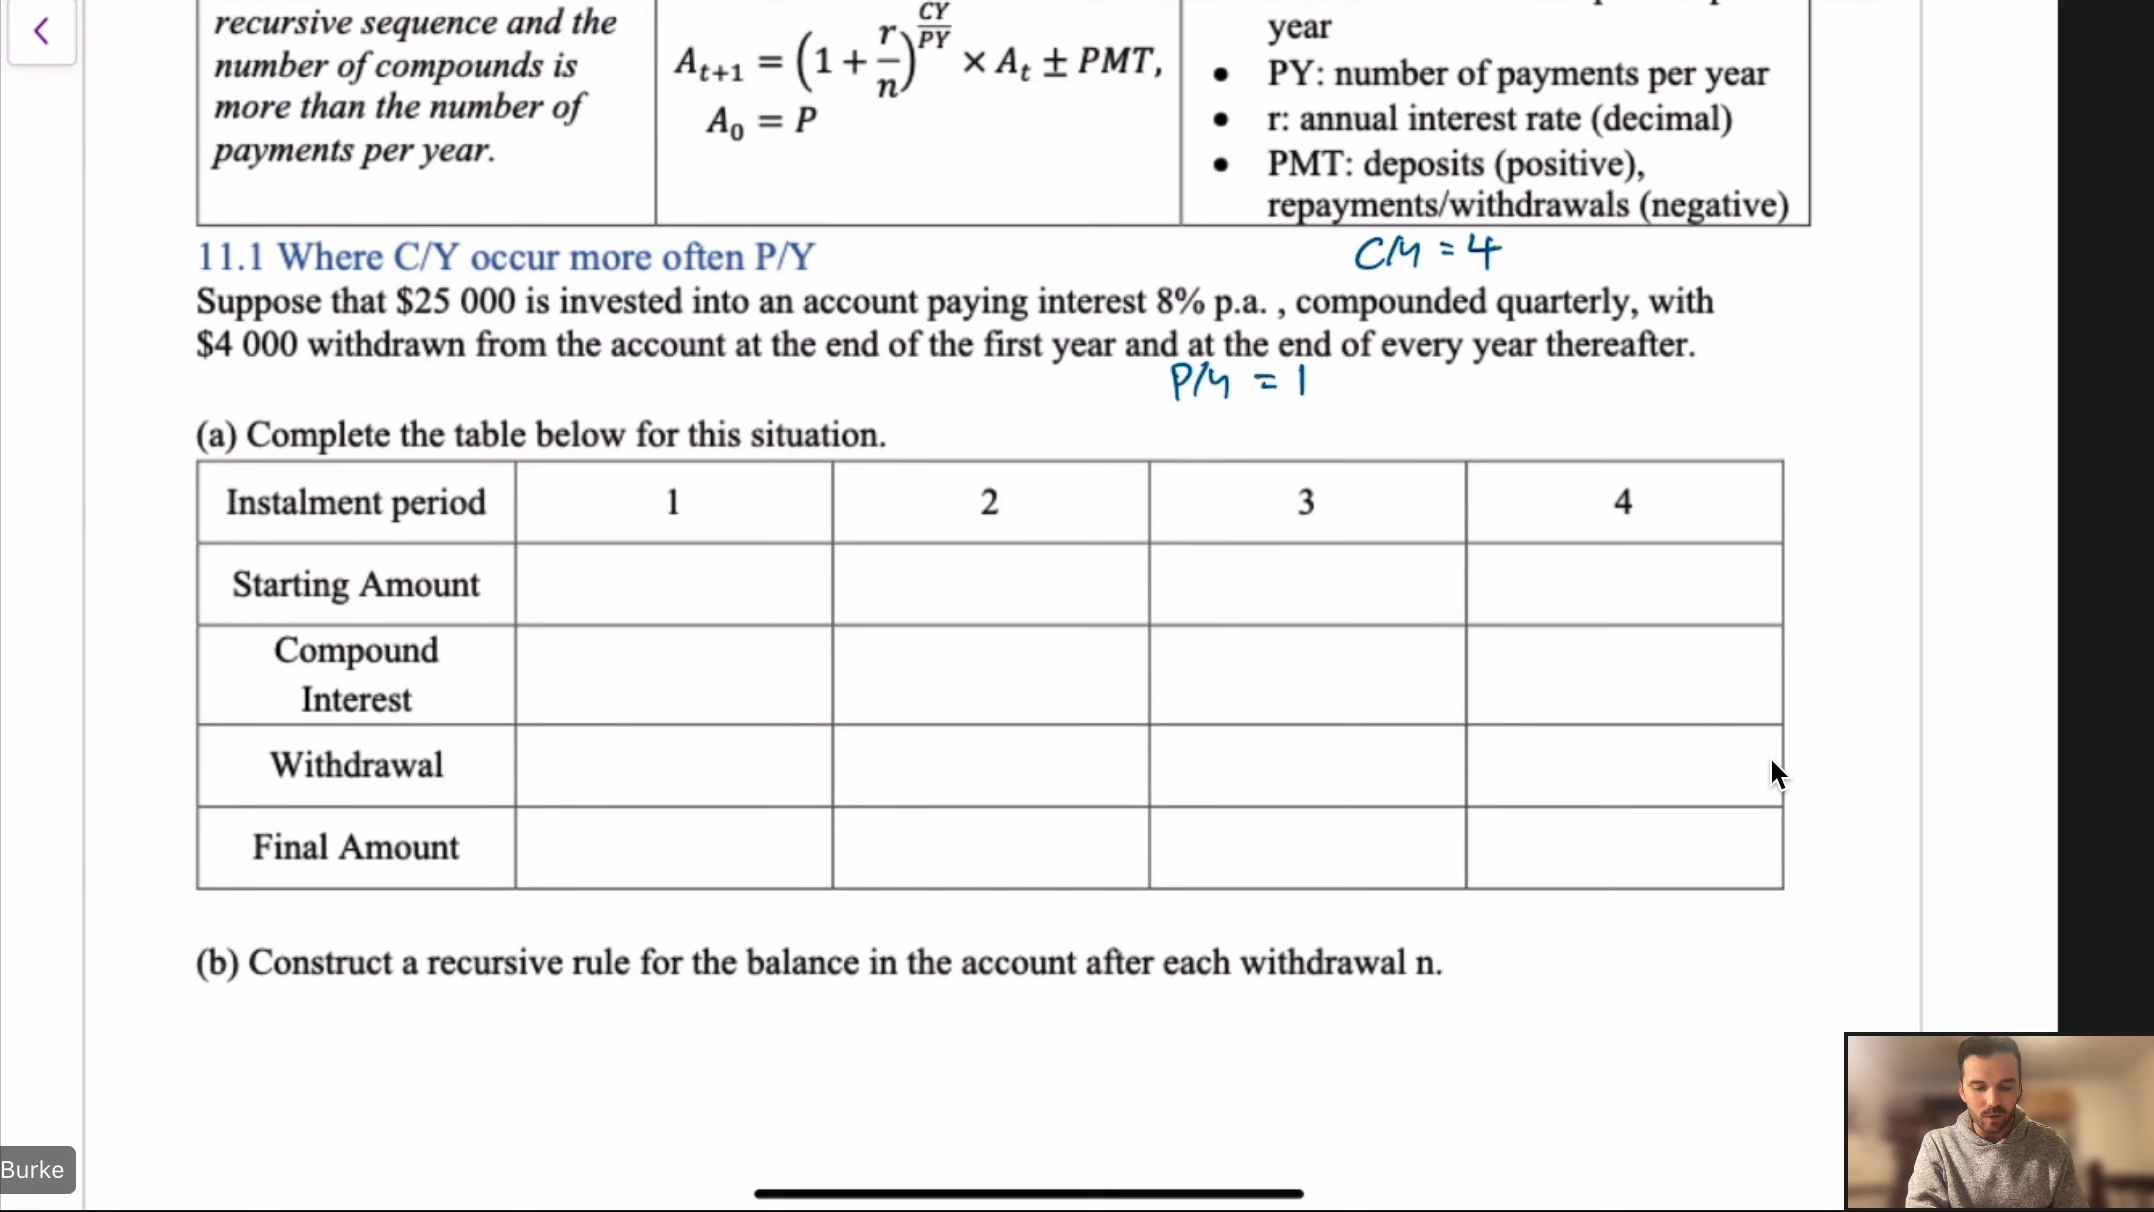 recursive sequence and the
number of compounds is
more than the number of
payments per year.
A_{t+1} = (1 + r/n)^{CY/PY} × A_t ± PMT,
A_0 = P
year
• PY: number of payments per year
• r: annual interest rate (decimal)
• PMT: deposits (positive),
repayments/withdrawals (negative)
11.1 Where C/Y occur more often P/Y
C/Y = 4
Suppose that $25 000 is invested into an account paying interest 8% p.a. , compounded quarterly, with
$4 000 withdrawn from the account at the end of the first year and at the end of every year thereafter.
P/Y = 1
(a) Complete the table below for this situation.
Instalment period 1 2 3 4
Starting Amount
Compound
Interest
Withdrawal
Final Amount
(b) Construct a recursive rule for the balance in the account after each withdrawal n.
Burke